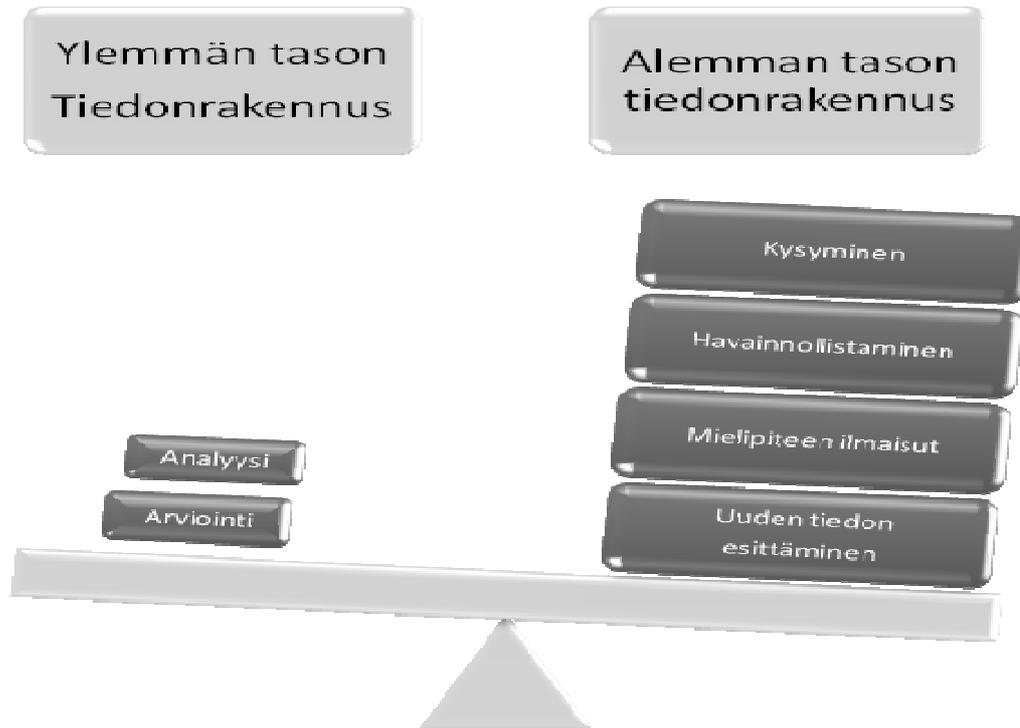 Ylemmän tason
Tiedonrakennus
Alemman tason
tiedonrakennus
Kysyminen
Havainnollistaminen
Mielipiteen ilmaisut
Uuden tiedon
esittäminen
Analyysi
Arviointi